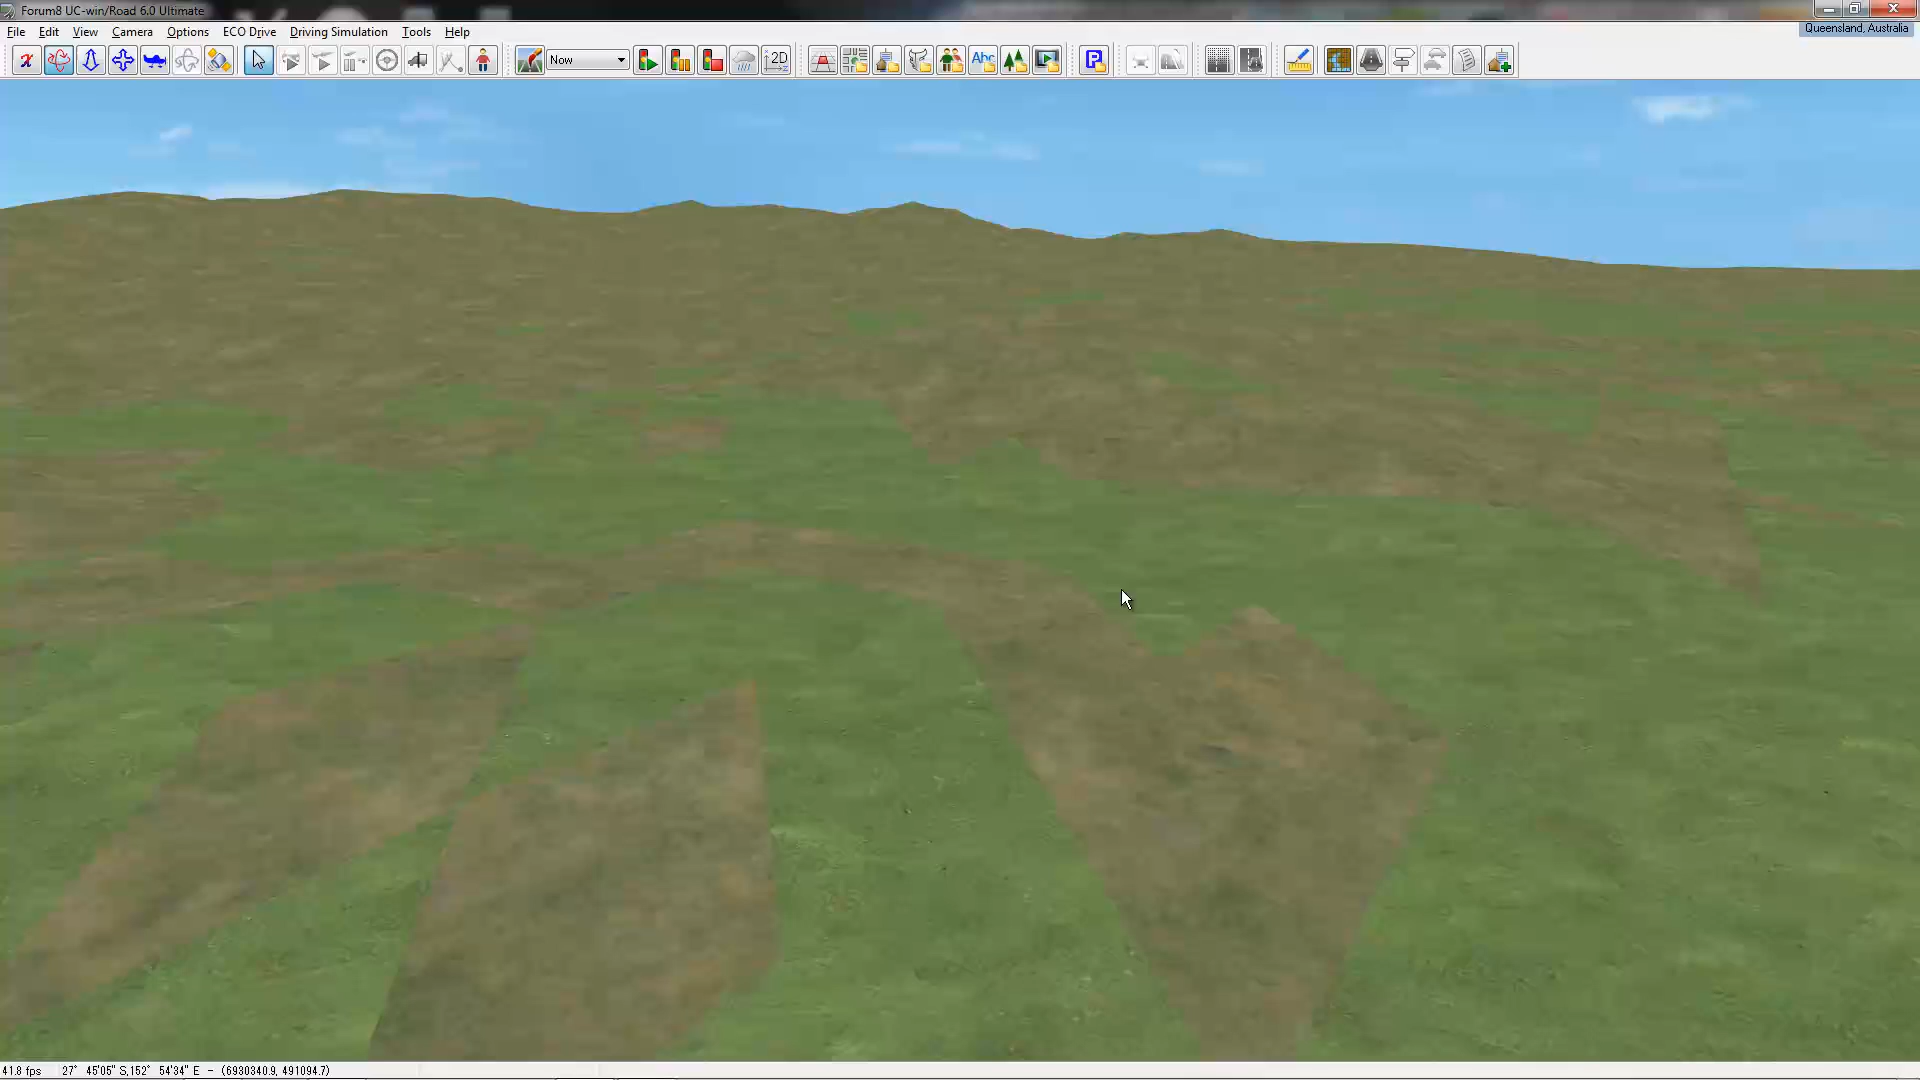 Forum8 UC-win/Road 6.0 Ultimate
File Edit View Camera Options ECO Drive Driving Simulation Tools Help
Queensland, Australia
Now
2D
Abc
P
41.8 fps 27° 45'05" S,152° 54'34" E - (6930340.9, 491094.7)